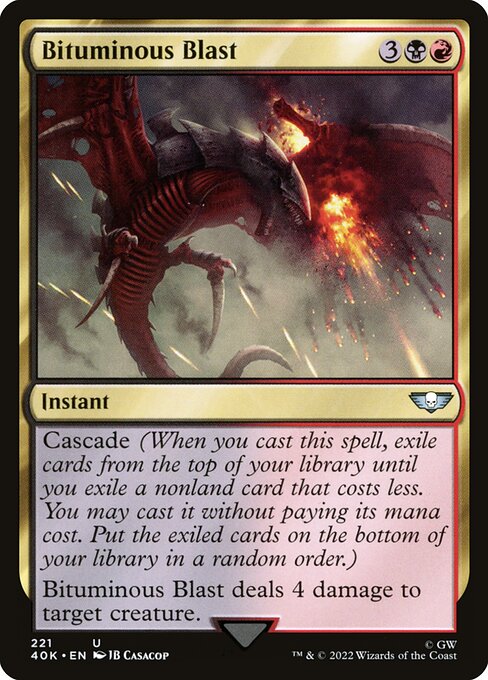 Bituminous Blast 3
Instant
Cascade (When you cast this spell, exile
cards from the top of your library until
you exile a nonland card that costs less.
You may cast it without paying its mana
cost. Put the exiled cards on the bottom of
your library in a random order.)
Bituminous Blast deals 4 damage to
target creature.
221 U © GW
40K • EN JB Casacop ™ & © 2022 Wizards of the Coast